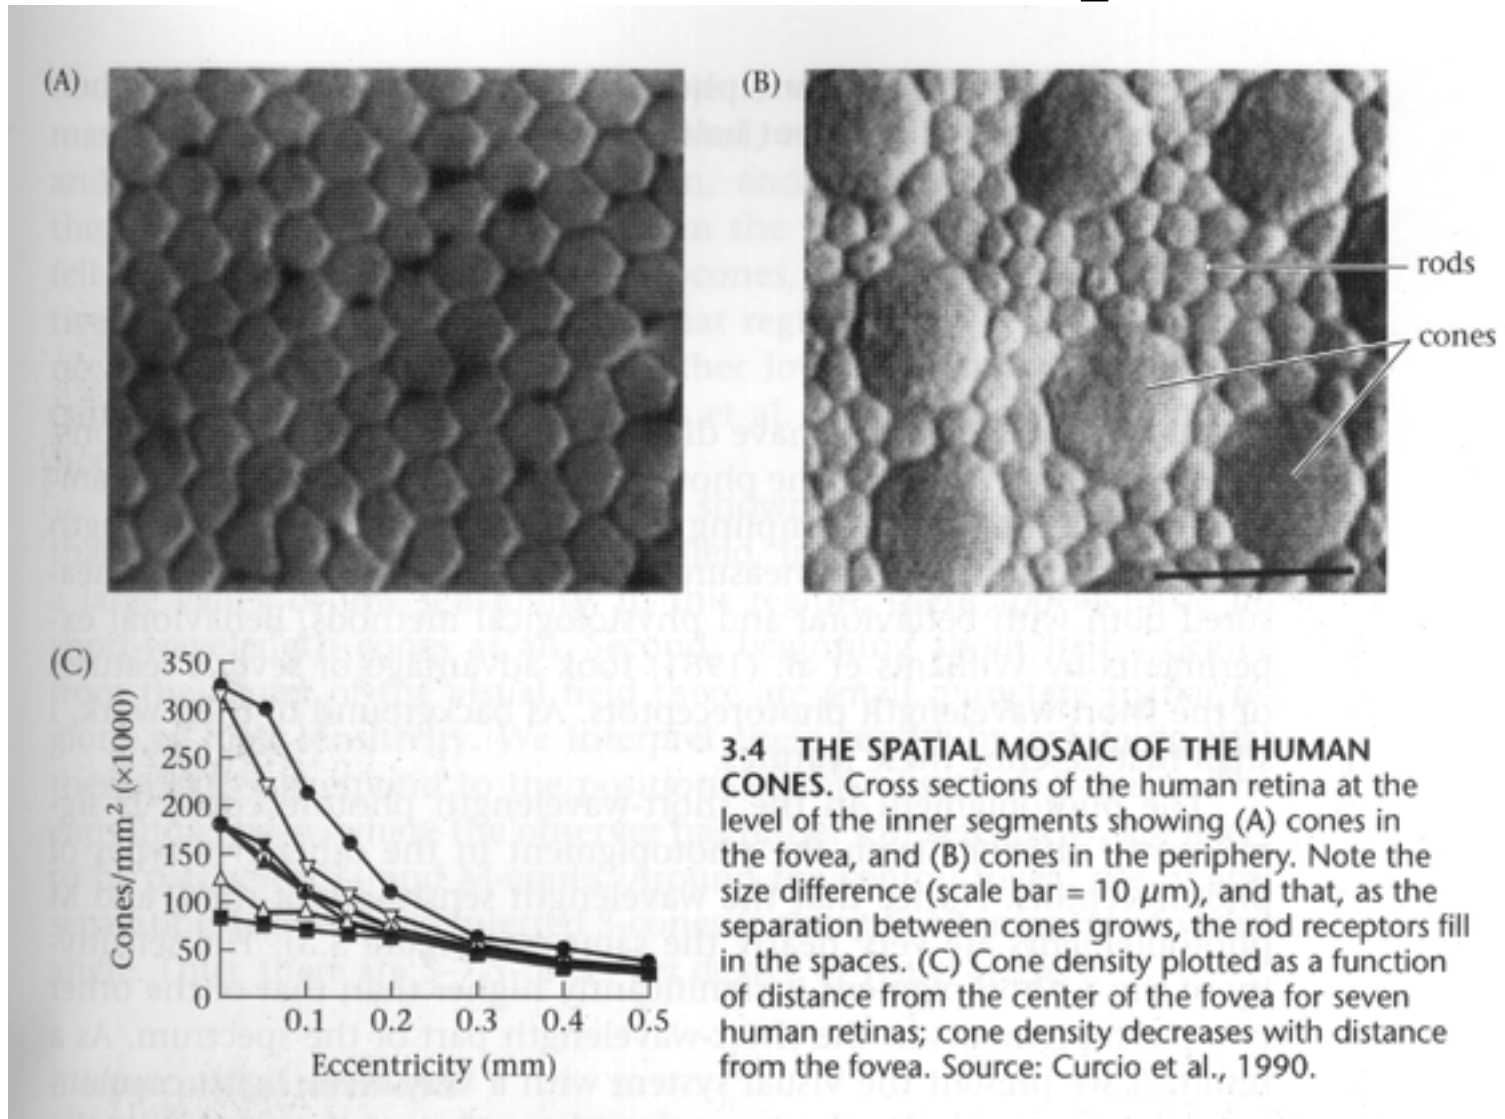 (A)
(B)
rods
cones
(C)
350
300
250
200
150
100
50
0
Cones/mm² (×1000)
0.1 0.2 0.3 0.4 0.5
Eccentricity (mm)
3.4 THE SPATIAL MOSAIC OF THE HUMAN
CONES. Cross sections of the human retina at the
level of the inner segments showing (A) cones in
the fovea, and (B) cones in the periphery. Note the
size difference (scale bar = 10 μm), and that, as the
separation between cones grows, the rod receptors fill
in the spaces. (C) Cone density plotted as a function
of distance from the center of the fovea for seven
human retinas; cone density decreases with distance
from the fovea. Source: Curcio et al., 1990.